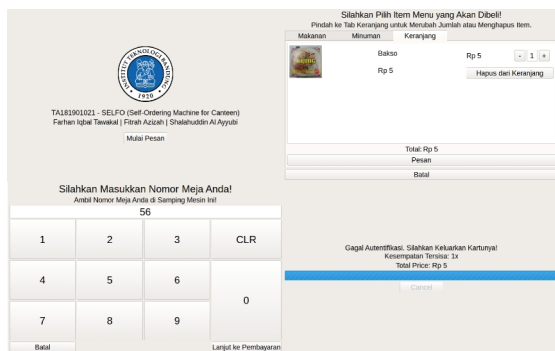 INSTITUT TEKNOLOGI BANDUNG
1920
TA181901021 - SELFO (Self-Ordering Machine for Canteen)
Farhan Iqbal Tawakal | Fitrah Azizah | Shalahuddin Al Ayyubi
Mulai Pesan
Silahkan Pilih Item Menu yang Akan Dibeli!
Pindah ke Tab Keranjang untuk Merubah Jumlah atau Menghapus Item.
Makanan Minuman Keranjang
Bakso Rp 5 - 1 +
Rp 5 Hapus dari Keranjang
Total: Rp 5
Pesan
Batal
Silahkan Masukkan Nomor Meja Anda!
Ambil Nomor Meja Anda di Samping Mesin Ini!
56
1 2 3 CLR
4 5 6
0
7 8 9
Batal Lanjut ke Pembayaran
Gagal Autentifikasi. Silahkan Keluarkan Kartunya!
Kesempatan Tersisa: 1x
Total Price: Rp 5
Cancel